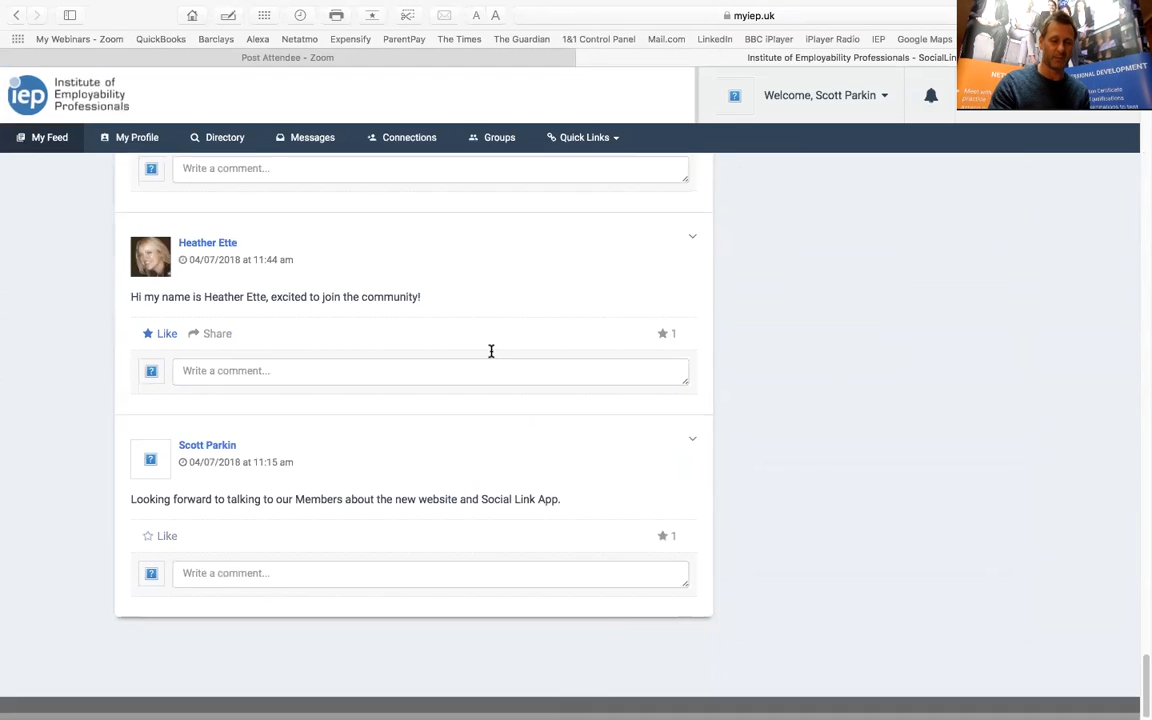 myiep.uk
My Webinars - Zoom QuickBooks Barclays Alexa Netatmo Expensify ParentPay The Times The Guardian 1&1 Control Panel Mail.com LinkedIn BBC iPlayer iPlayer Radio IEP Google Maps
Post Attendee - Zoom Institute of Employability Professionals - SocialLin
iep Institute of
Employability
Professionals
Welcome, Scott Parkin
PROFESSIONAL DEVELOPMENT
My Feed My Profile Directory Messages Connections Groups Quick Links
Write a comment...
Heather Ette
04/07/2018 at 11:44 am
Hi my name is Heather Ette, excited to join the community!
Like Share 1
Write a comment...
Scott Parkin
04/07/2018 at 11:15 am
Looking forward to talking to our Members about the new website and Social Link App.
Like 1
Write a comment...